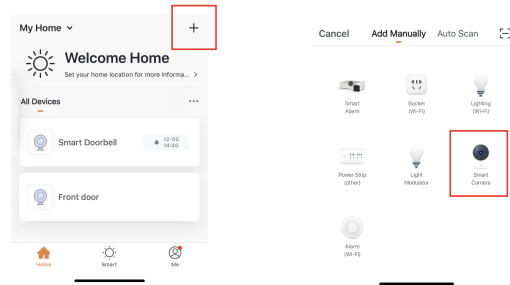 My Home
Welcome Home
Set your home location for more informa... >
All Devices
Smart Doorbell
12-05
14:40
Front door
Home
Smart
Me
Cancel
Add Manually
Auto Scan
Smart
Alarm
Socket
(Wi-Fi)
Lighting
(Wi-Fi)
Power Strip
(other)
Light
Modulator
Smart
Camera
Alarm
(Wi-Fi)